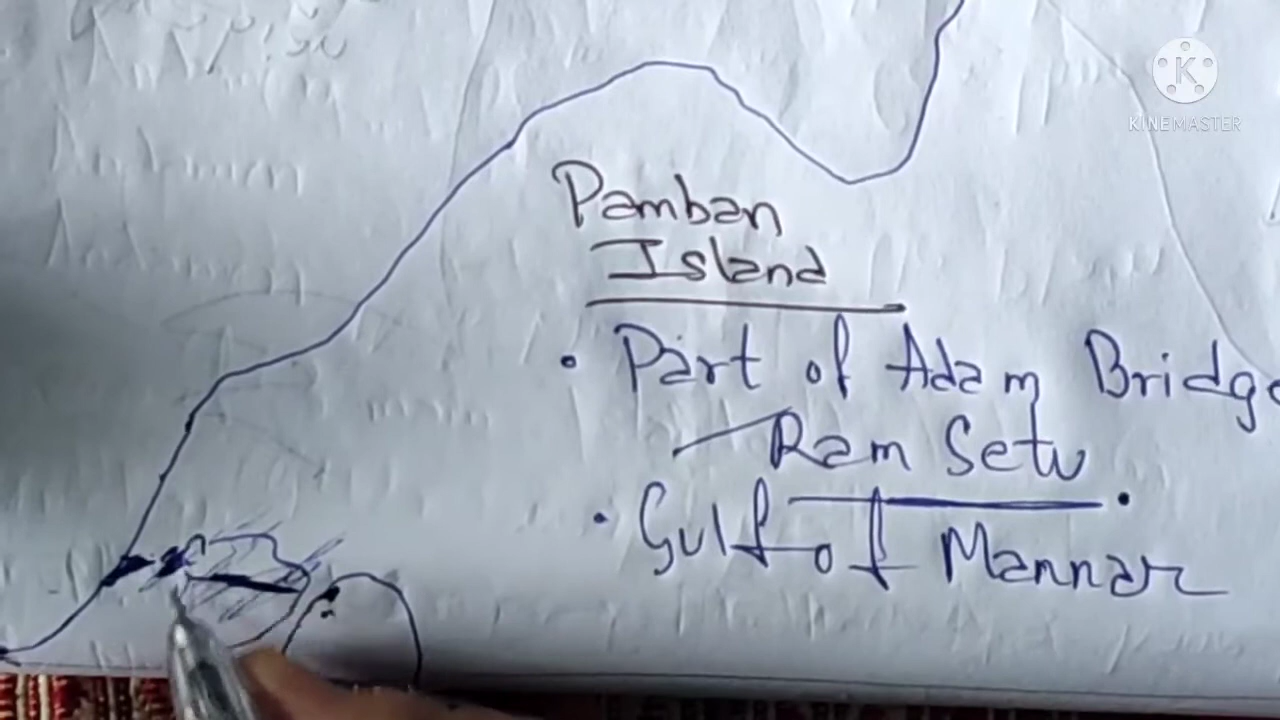 KINEMASTER
Pamban
Island
• Part of Adam Bridge
Ram Setu
• Gulf of Mannar